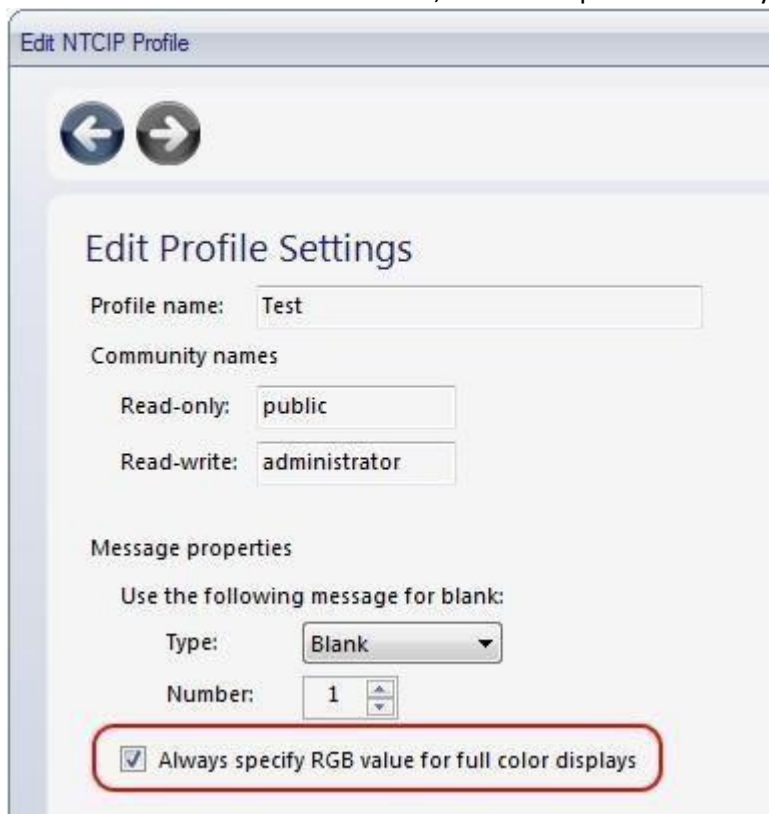 Edit NTCIP Profile
Edit Profile Settings
Profile name: Test
Community names
Read-only: public
Read-write: administrator
Message properties
Use the following message for blank:
Type: Blank
Number: 1
Always specify RGB value for full color displays